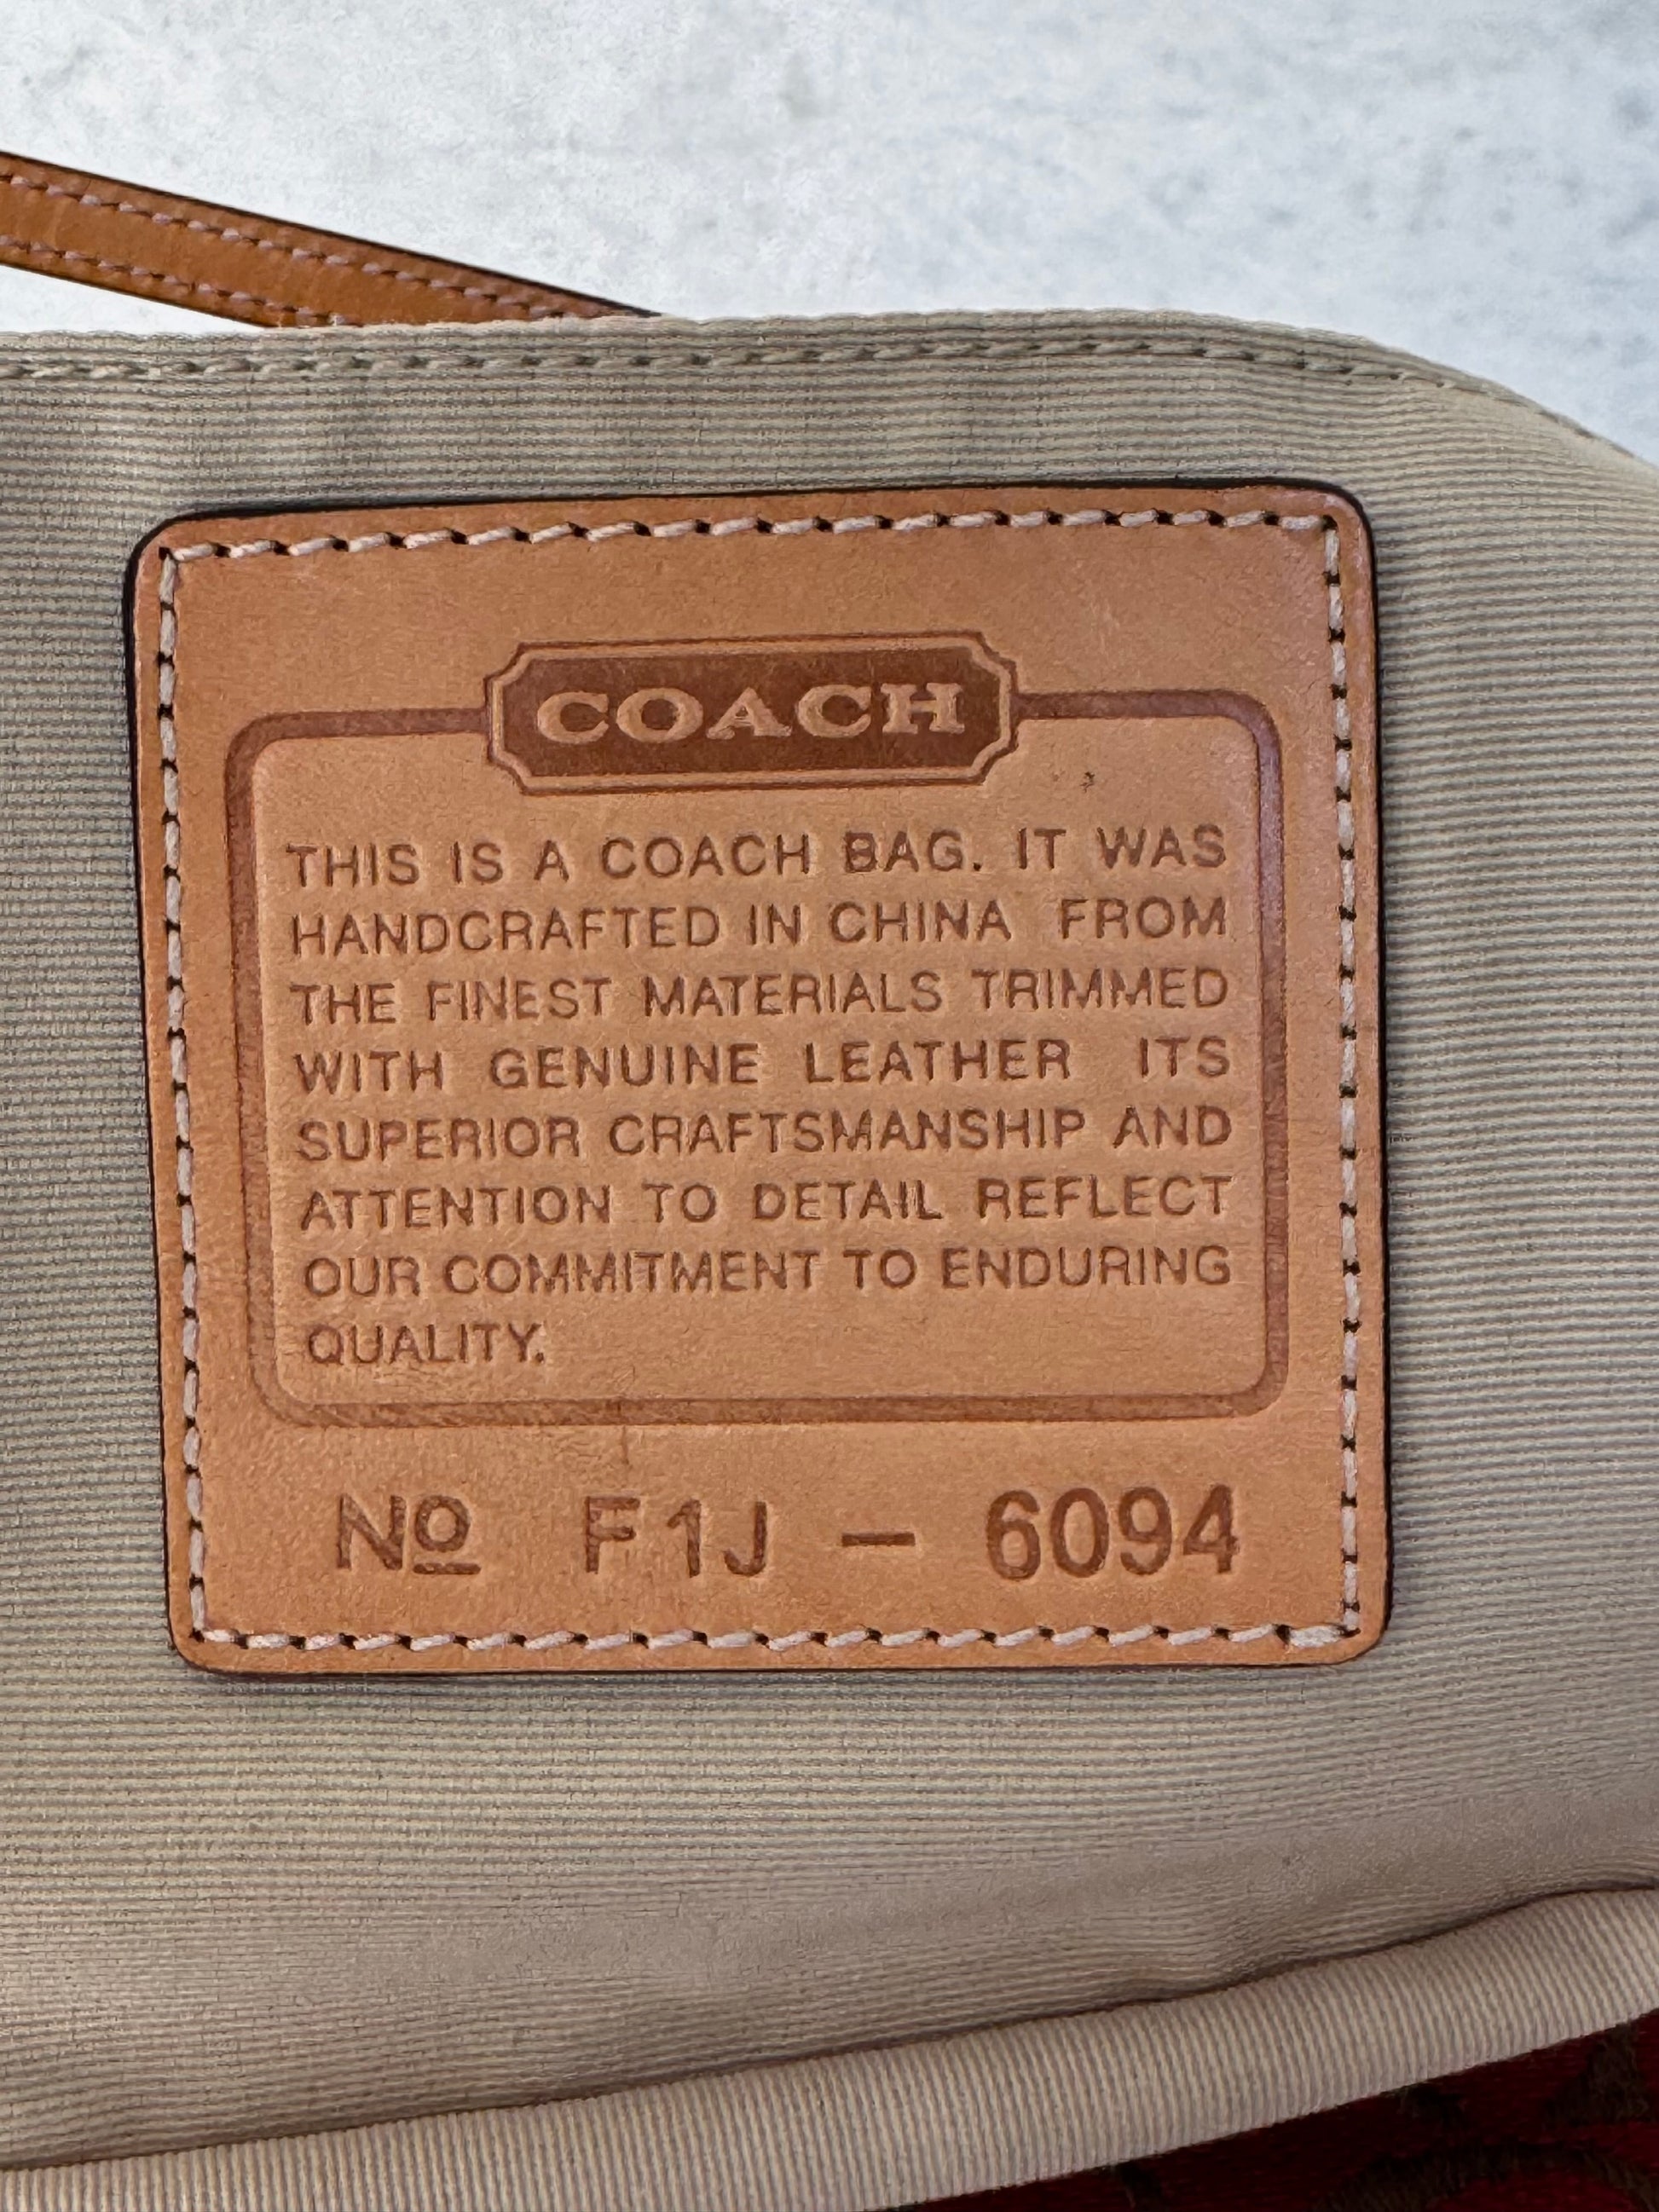 COACH
THIS IS A COACH BAG. IT WAS
HANDCRAFTED IN CHINA FROM
THE FINEST MATERIALS TRIMMED
WITH GENUINE LEATHER ITS
SUPERIOR CRAFTSMANSHIP AND
ATTENTION TO DETAIL REFLECT
OUR COMMITMENT TO ENDURING
QUALITY.
Nº F1J - 6094